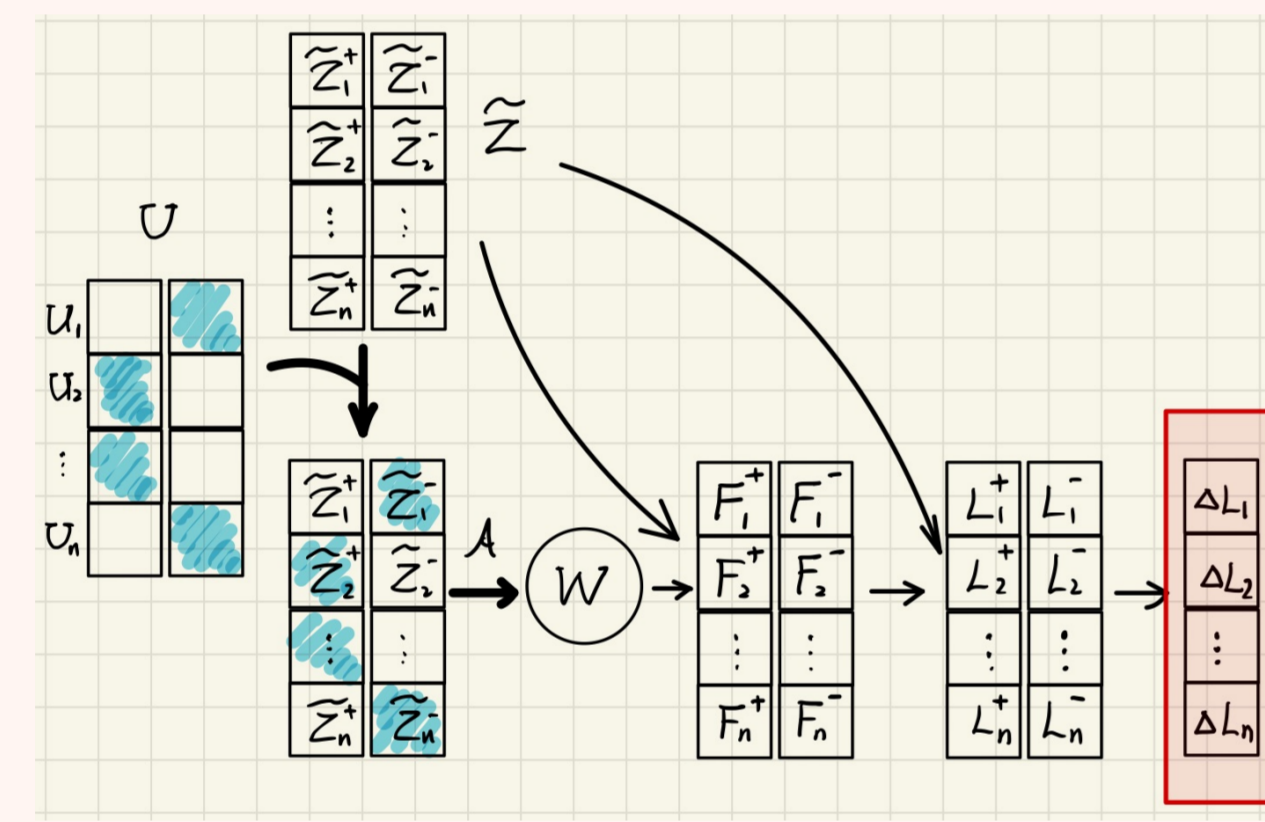 Z̃₁⁺ Z̃₁⁻
Z̃₂⁺ Z̃₂⁻
⋮ ⋮
Z̃ₙ⁺ Z̃ₙ⁻
Z̃
U
U₁
U₂
⋮
Uₙ
Z̃₁⁺ Z̃₁⁻
Z̃₂⁺ Z̃₂⁻
⋮ ⋮
Z̃ₙ⁺ Z̃ₙ⁻
A
W
F₁⁺ F₁⁻
F₂⁺ F₂⁻
⋮ ⋮
Fₙ⁺ Fₙ⁻
L₁⁺ L₁⁻
L₂⁺ L₂⁻
⋮ ⋮
Lₙ⁺ Lₙ⁻
ΔL₁
ΔL₂
⋮
ΔLₙ